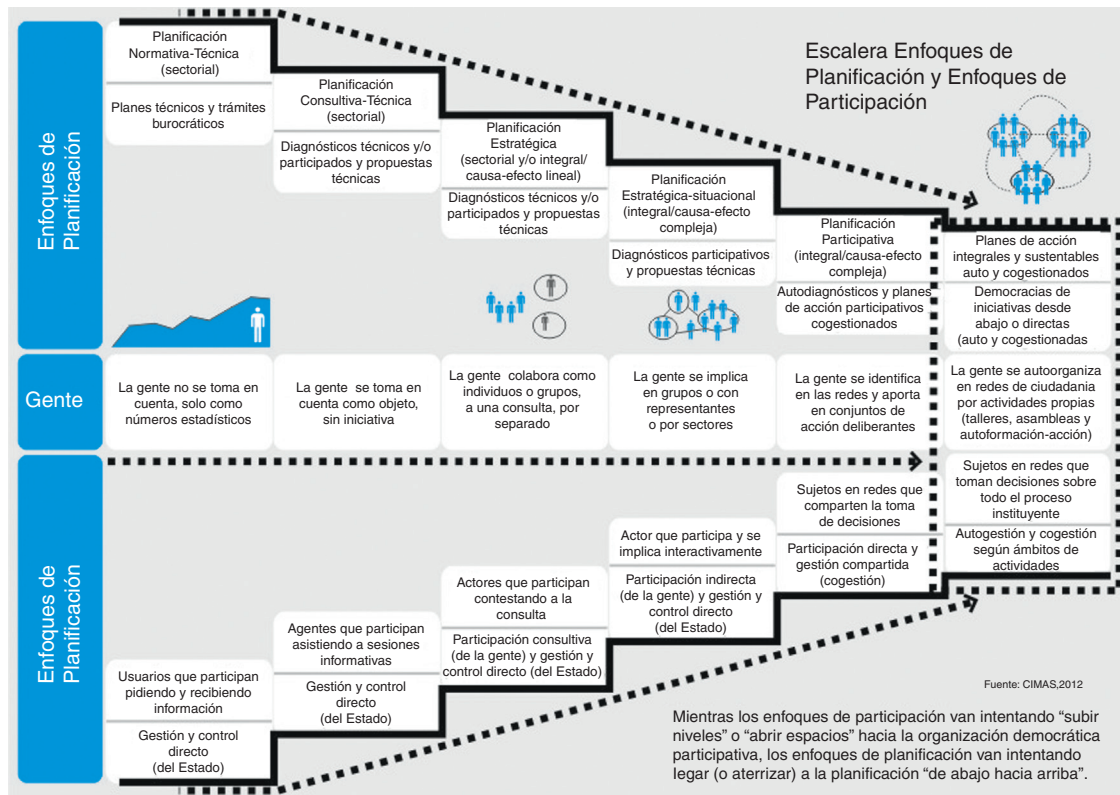 Escalera Enfoques de
Planificación y Enfoques de
Participación
Enfoques de
Planificación
Planificación
Normativa-Técnica
(sectorial)
Planes técnicos y trámites
burocráticos
Planificación
Consultiva-Técnica
(sectorial)
Diagnósticos técnicos y/o
participados y propuestas
técnicas
Planificación
Estratégica
(sectorial y/o integral/
causa-efecto lineal)
Diagnósticos técnicos y/o
participados y propuestas
técnicas
Planificación
Estratégica-situacional
(integral/causa-efecto
compleja)
Diagnósticos participativos
y propuestas técnicas
Planificación
Participativa
(integral/causa-efecto
compleja)
Autodiagnósticos y planes
de acción participativos
cogestionados
Planes de acción
integrales y sustentables
auto y cogestionados
Democracias de
iniciativas desde
abajo o directas
(auto y cogestionadas
Gente
La gente no se toma en
cuenta, solo como
números estadísticos
La gente se toma en
cuenta como objeto,
sin iniciativa
La gente colabora como
individuos o grupos,
a una consulta, por
separado
La gente se implica
en grupos o con
representantes
o por sectores
La gente se identifica
en las redes y aporta
en conjuntos de
acción deliberantes
La gente se autoorganiza
en redes de ciudadania
por actividades propias
(talleres, asambleas y
autoformación-acción)
Enfoques de
Planificación
Usuarios que participan
pidiendo y recibiendo
información
Gestión y control
directo
(del Estado)
Agentes que participan
asistiendo a sesiones
informativas
Gestión y control
directo
(del Estado)
Actores que participan
contestando a la
consulta
Participación consultiva
(de la gente) y gestión y
control directo (del Estado)
Actor que participa y se
implica interactivamente
Participación indirecta
(de la gente) y gestión y
control directo
(del Estado)
Sujetos en redes que
comparten la toma
de decisiones
Participación directa y
gestión compartida
(cogestión)
Sujetos en redes que
toman decisiones sobre
todo el proceso
instituyente
Autogestión y cogestión
según ámbitos de
actividades
Fuente: CIMAS,2012
Mientras los enfoques de participación van intentando “subir
niveles” o “abrir espacios” hacia la organización democrática
participativa, los enfoques de planificación van intentando
legar (o aterrizar) a la planificación “de abajo hacia arriba”.